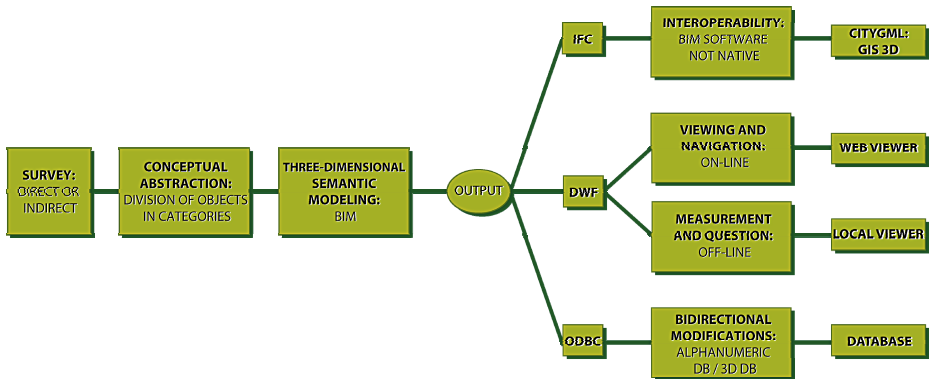 SURVEY:
DIRECT OR
INDIRECT
CONCEPTUAL
ABSTRACTION:
DIVISION OF OBJECTS
IN CATEGORIES
THREE-DIMENSIONAL
SEMANTIC
MODELING:
BIM
OUTPUT
IFC
INTEROPERABILITY:
BIM SOFTWARE
NOT NATIVE
CITYGML:
GIS 3D
DWF
VIEWING AND
NAVIGATION:
ON-LINE
WEB VIEWER
MEASUREMENT
AND QUESTION:
OFF-LINE
LOCAL VIEWER
ODBC
BIDIRECTIONAL
MODIFICATIONS:
ALPHANUMERIC
DB / 3D DB
DATABASE